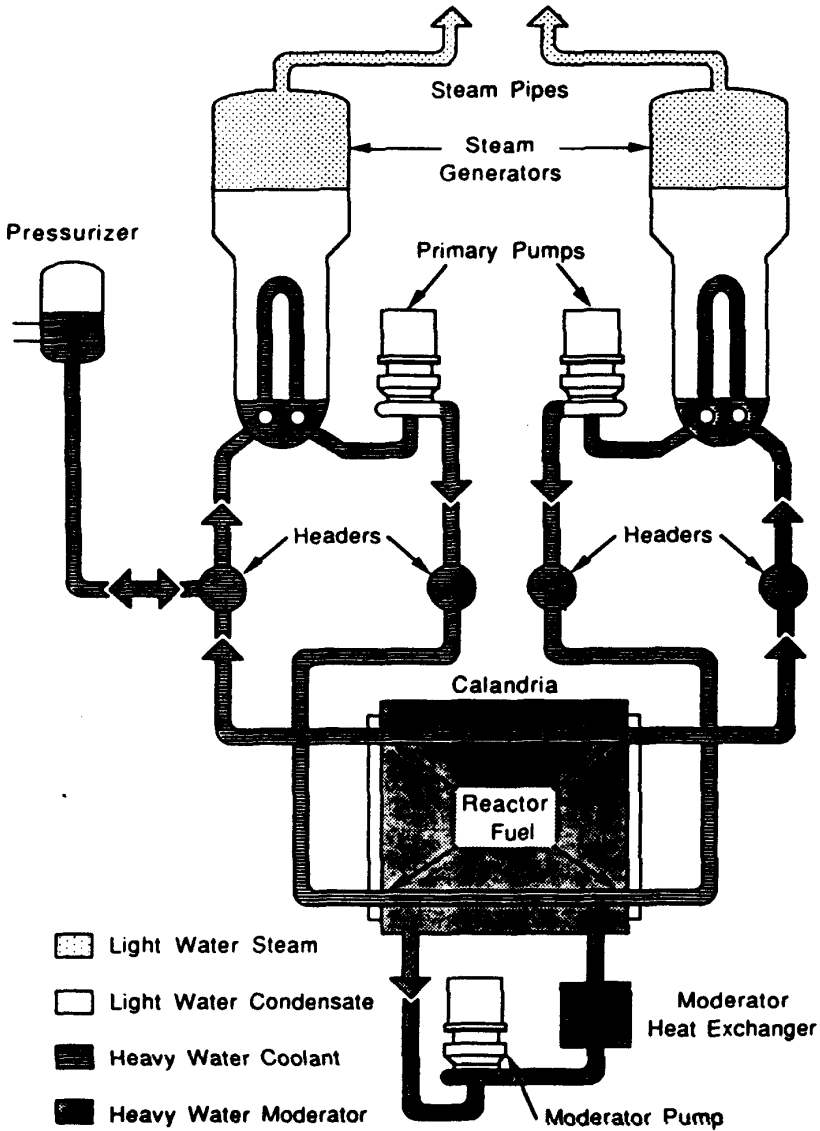 Steam Pipes
Steam
Generators
Pressurizer
Primary Pumps
Headers
Headers
Calandria
Reactor
Fuel
Light Water Steam
Light Water Condensate
Heavy Water Coolant
Heavy Water Moderator
Moderator
Heat Exchanger
Moderator Pump